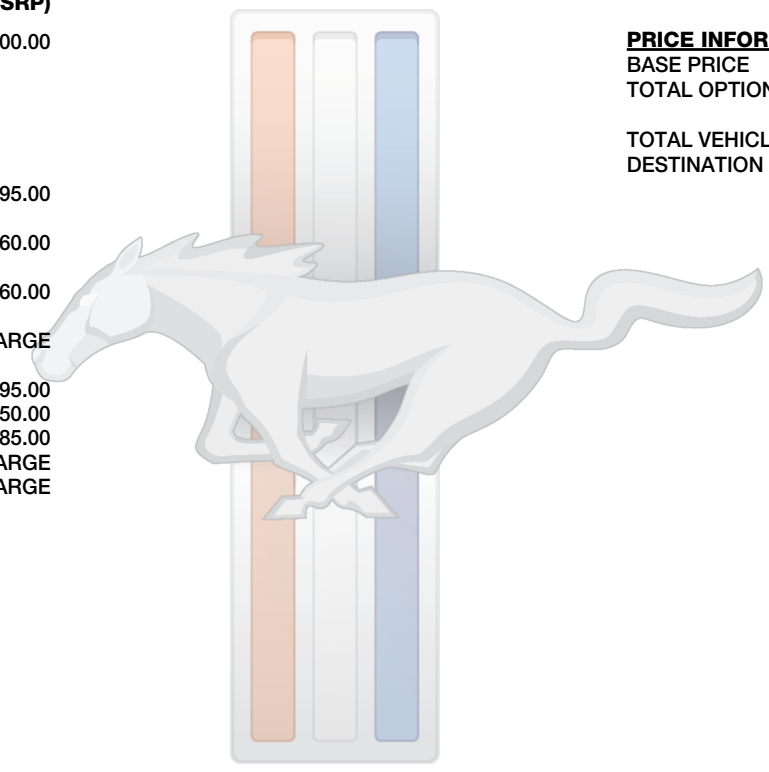 SRP)
00.00
95.00
60.00
60.00
ARGE
95.00
50.00
85.00
ARGE
ARGE
PRICE INFOR
BASE PRICE
TOTAL OPTION
TOTAL VEHICL
DESTINATION